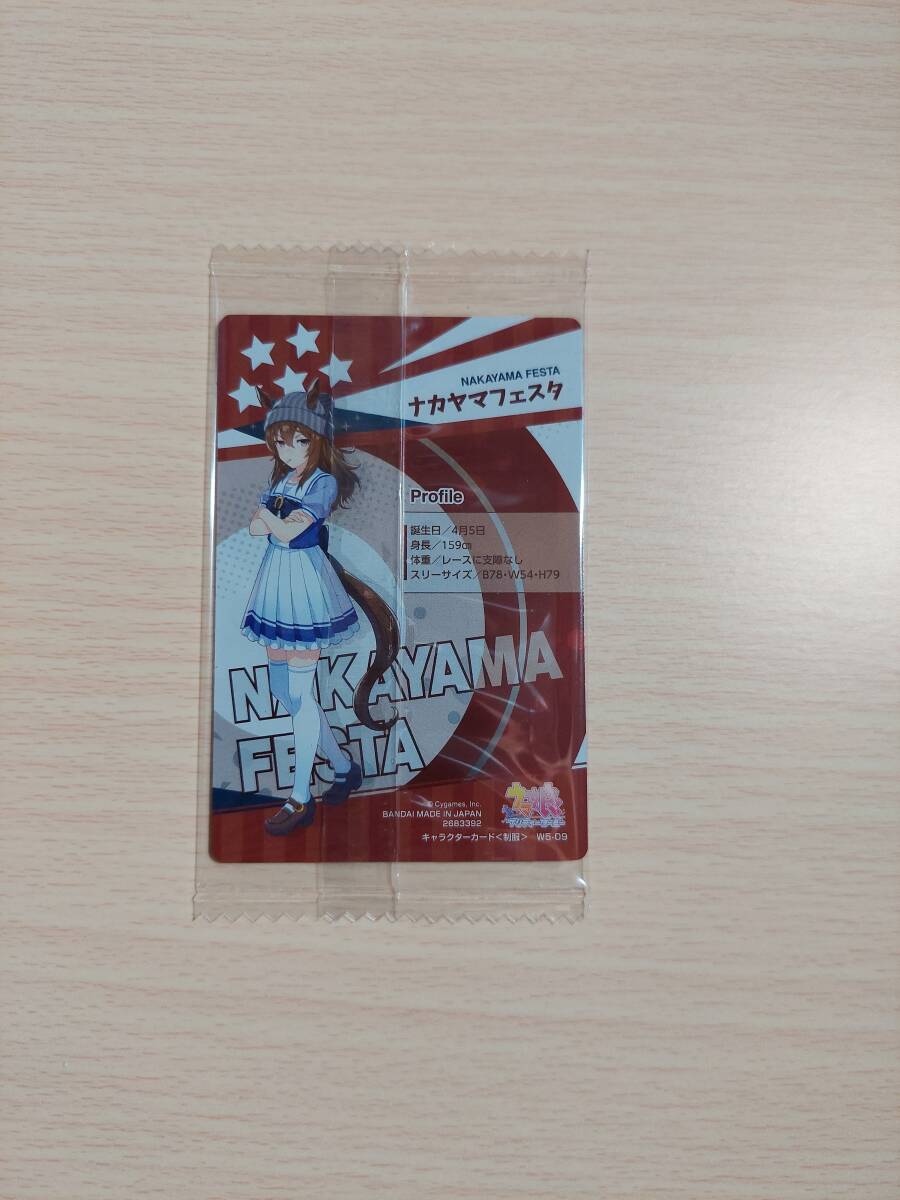 NAKAYAMA FESTA
ナカヤマフェスタ
Profile
誕生日／4月5日
身長／159㎝
体重／レースに支障なし
スリーサイズ／B78・W54・H79
NAKAYAMA
FESTA
© Cygames, Inc.
BANDAI MADE IN JAPAN
2683392
ウマ娘
キャラクターカード＜制服＞ W5-09